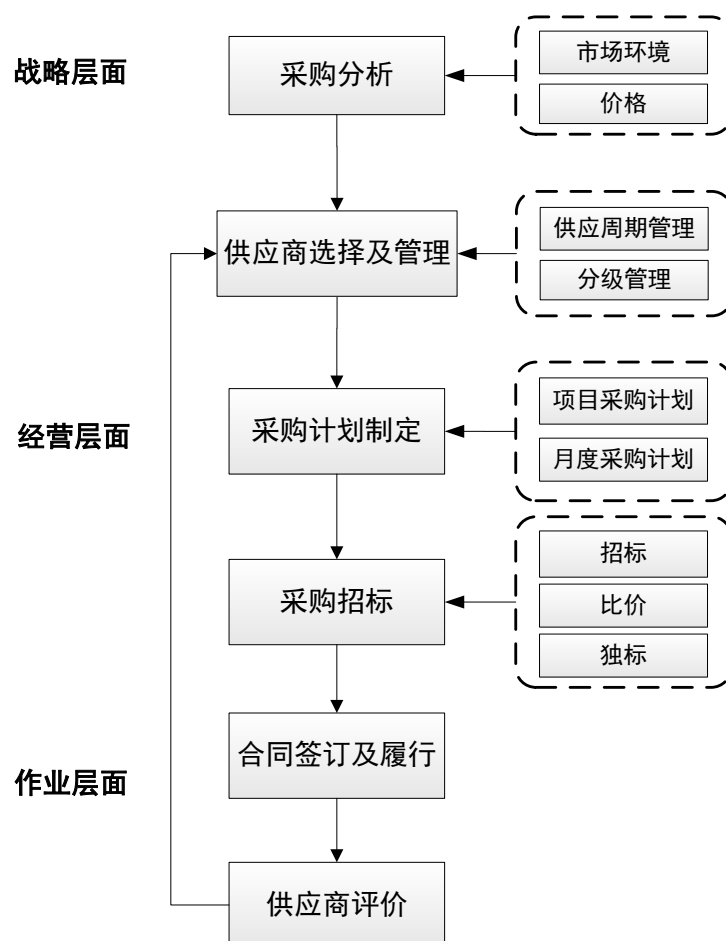 战略层面
采购分析
市场环境
价格
供应商选择及管理
供应周期管理
分级管理
经营层面
采购计划制定
项目采购计划
月度采购计划
采购招标
招标
比价
独标
作业层面
合同签订及履行
供应商评价